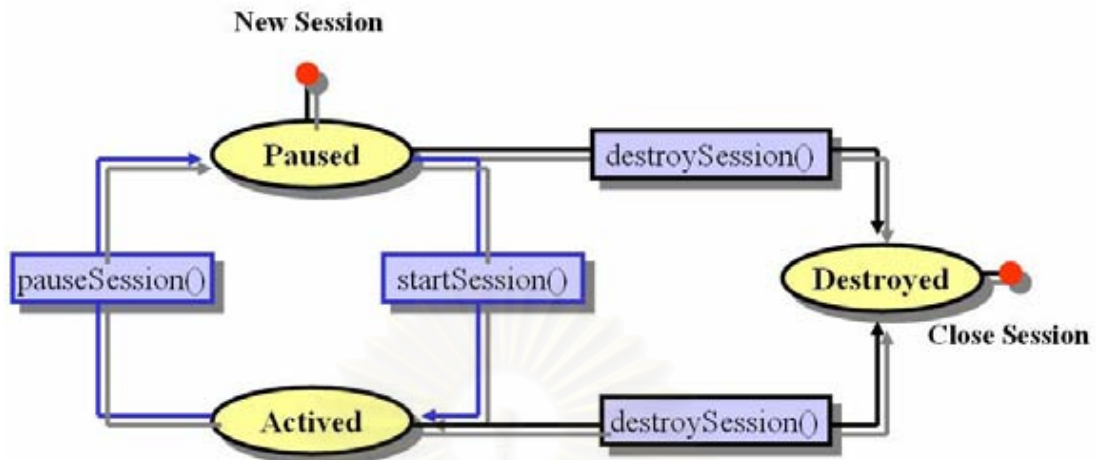 New Session
Paused
destroySession()
pauseSession()
startSession()
Destroyed
Close Session
Actived
destroySession()